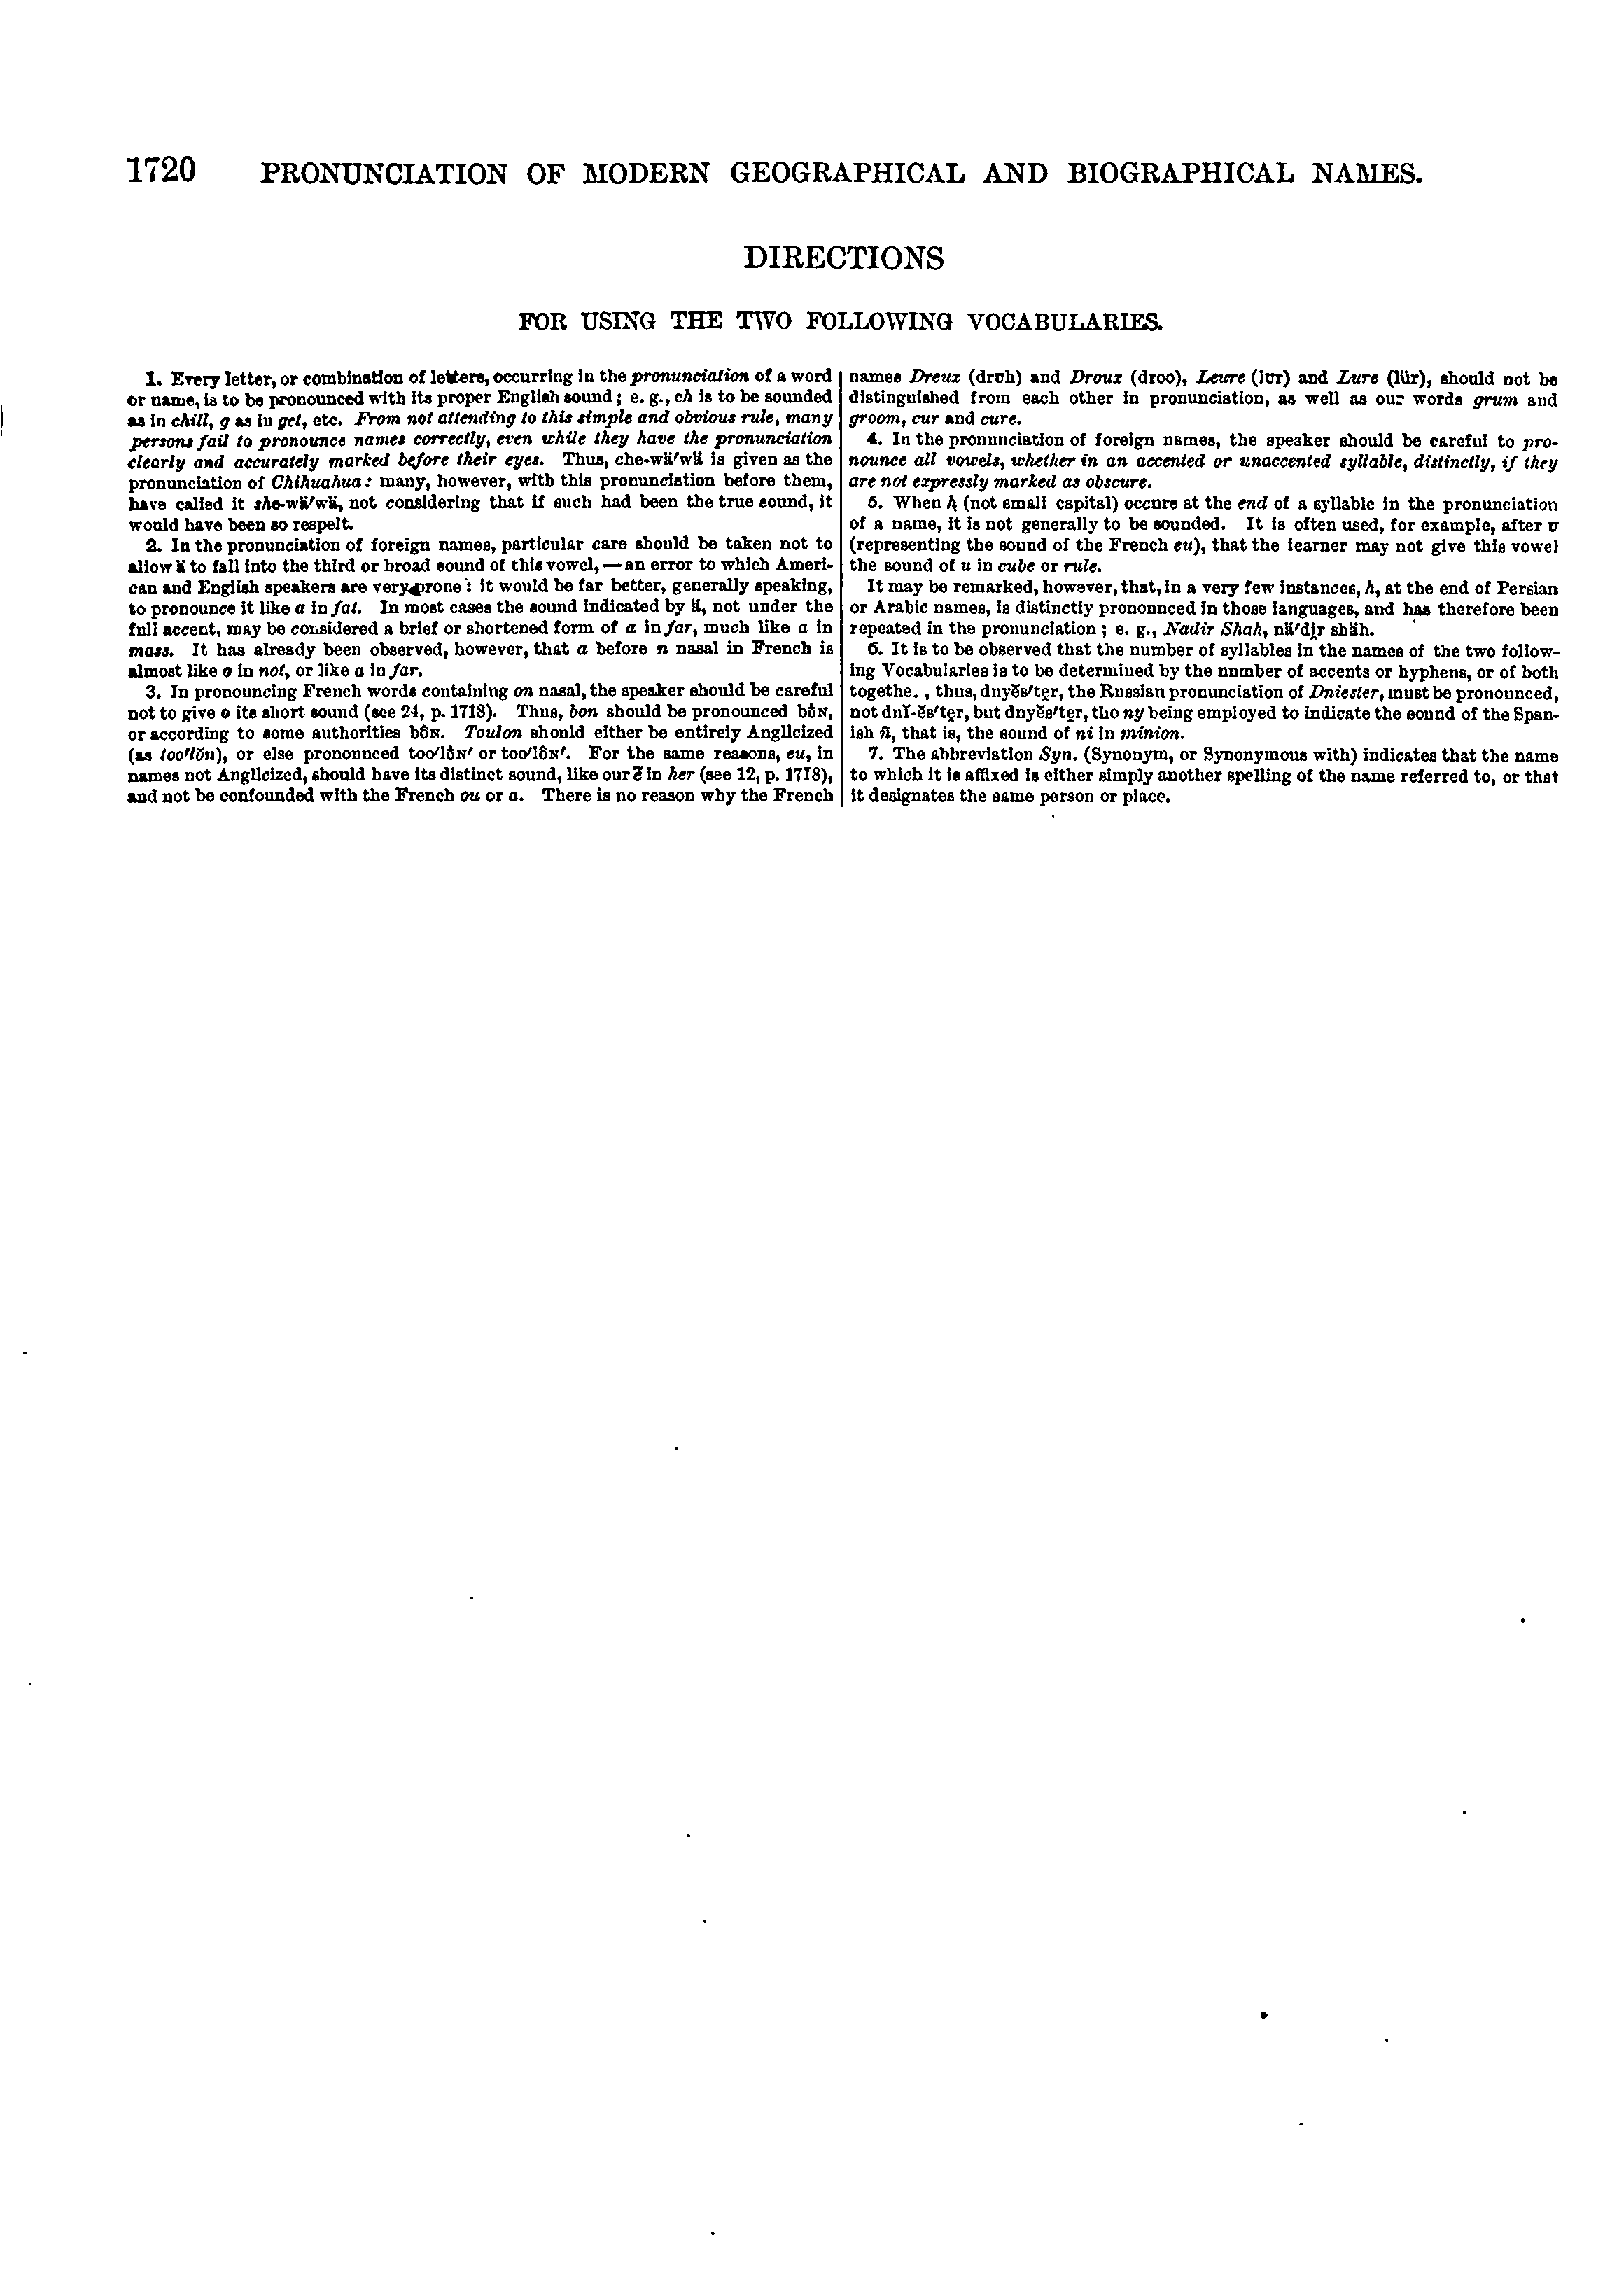 1720 PRONUNCIATION OF MODERN GEOGRAPHICAL AND BIOGRAPHICAL NAMES.
DIRECTIONS
FOR USING THE TWO FOLLOWING VOCABULARIES.
1. Every letter, or combination of letters, occurring in the pronunciation of a word
or name, is to be pronounced with its proper English sound; e. g., ch is to be sounded
as in chill, g as in get, etc. From not attending to this simple and obvious rule, many
persons fail to pronounce names correctly, even while they have the pronunciation
clearly and accurately marked before their eyes. Thus, che-wä′wä is given as the
pronunciation of Chihuahua: many, however, with this pronunciation before them,
have called it she-wä′wä, not considering that if such had been the true sound, it
would have been so respelt.
2. In the pronunciation of foreign names, particular care should be taken not to
allow ä to fall into the third or broad sound of this vowel, — an error to which Ameri-
can and English speakers are very prone: it would be far better, generally speaking,
to pronounce it like a in fat. In most cases the sound indicated by ä, not under the
full accent, may be considered a brief or shortened form of a in far, much like a in
mass. It has already been observed, however, that a before n nasal in French is
almost like o in not, or like a in far.
3. In pronouncing French words containing on nasal, the speaker should be careful
not to give o its short sound (see 24, p. 1718). Thus, bon should be pronounced bȯɴ,
or according to some authorities bôɴ. Toulon should either be entirely Anglicized
(as too′lŏn), or else pronounced too′lȯɴ′ or too′lôɴ′. For the same reasons, eu, in
names not Anglicized, should have its distinct sound, like our ẽ in her (see 12, p. 1718),
and not be confounded with the French ou or a. There is no reason why the French
names Dreux (drᴜh) and Droux (droo), Leure (lᴜr) and Lure (lür), should not be
distinguished from each other in pronunciation, as well as our words grum and
groom, cur and cure.
4. In the pronunciation of foreign names, the speaker should be careful to pro-
nounce all vowels, whether in an accented or unaccented syllable, distinctly, if they
are not expressly marked as obscure.
5. When h (not small capital) occurs at the end of a syllable in the pronunciation
of a name, it is not generally to be sounded. It is often used, for example, after ᴜ
(representing the sound of the French eu), that the learner may not give this vowel
the sound of u in cube or rule.
It may be remarked, however, that, in a very few instances, h, at the end of Persian
or Arabic names, is distinctly pronounced in those languages, and has therefore been
repeated in the pronunciation; e. g., Nadir Shah, nä′dịr shäh.
6. It is to be observed that the number of syllables in the names of the two follow-
ing Vocabularies is to be determined by the number of accents or hyphens, or of both
togethe. , thus, dnyĕs′tẹr, the Russian pronunciation of Dniester, must be pronounced,
not dnĭ-ĕs′tẹr, but dnyĕs′tẹr, the ny being employed to indicate the sound of the Span-
ish ñ, that is, the sound of ni in minion.
7. The abbreviation Syn. (Synonym, or Synonymous with) indicates that the name
to which it is affixed is either simply another spelling of the name referred to, or that
it designates the same person or place.